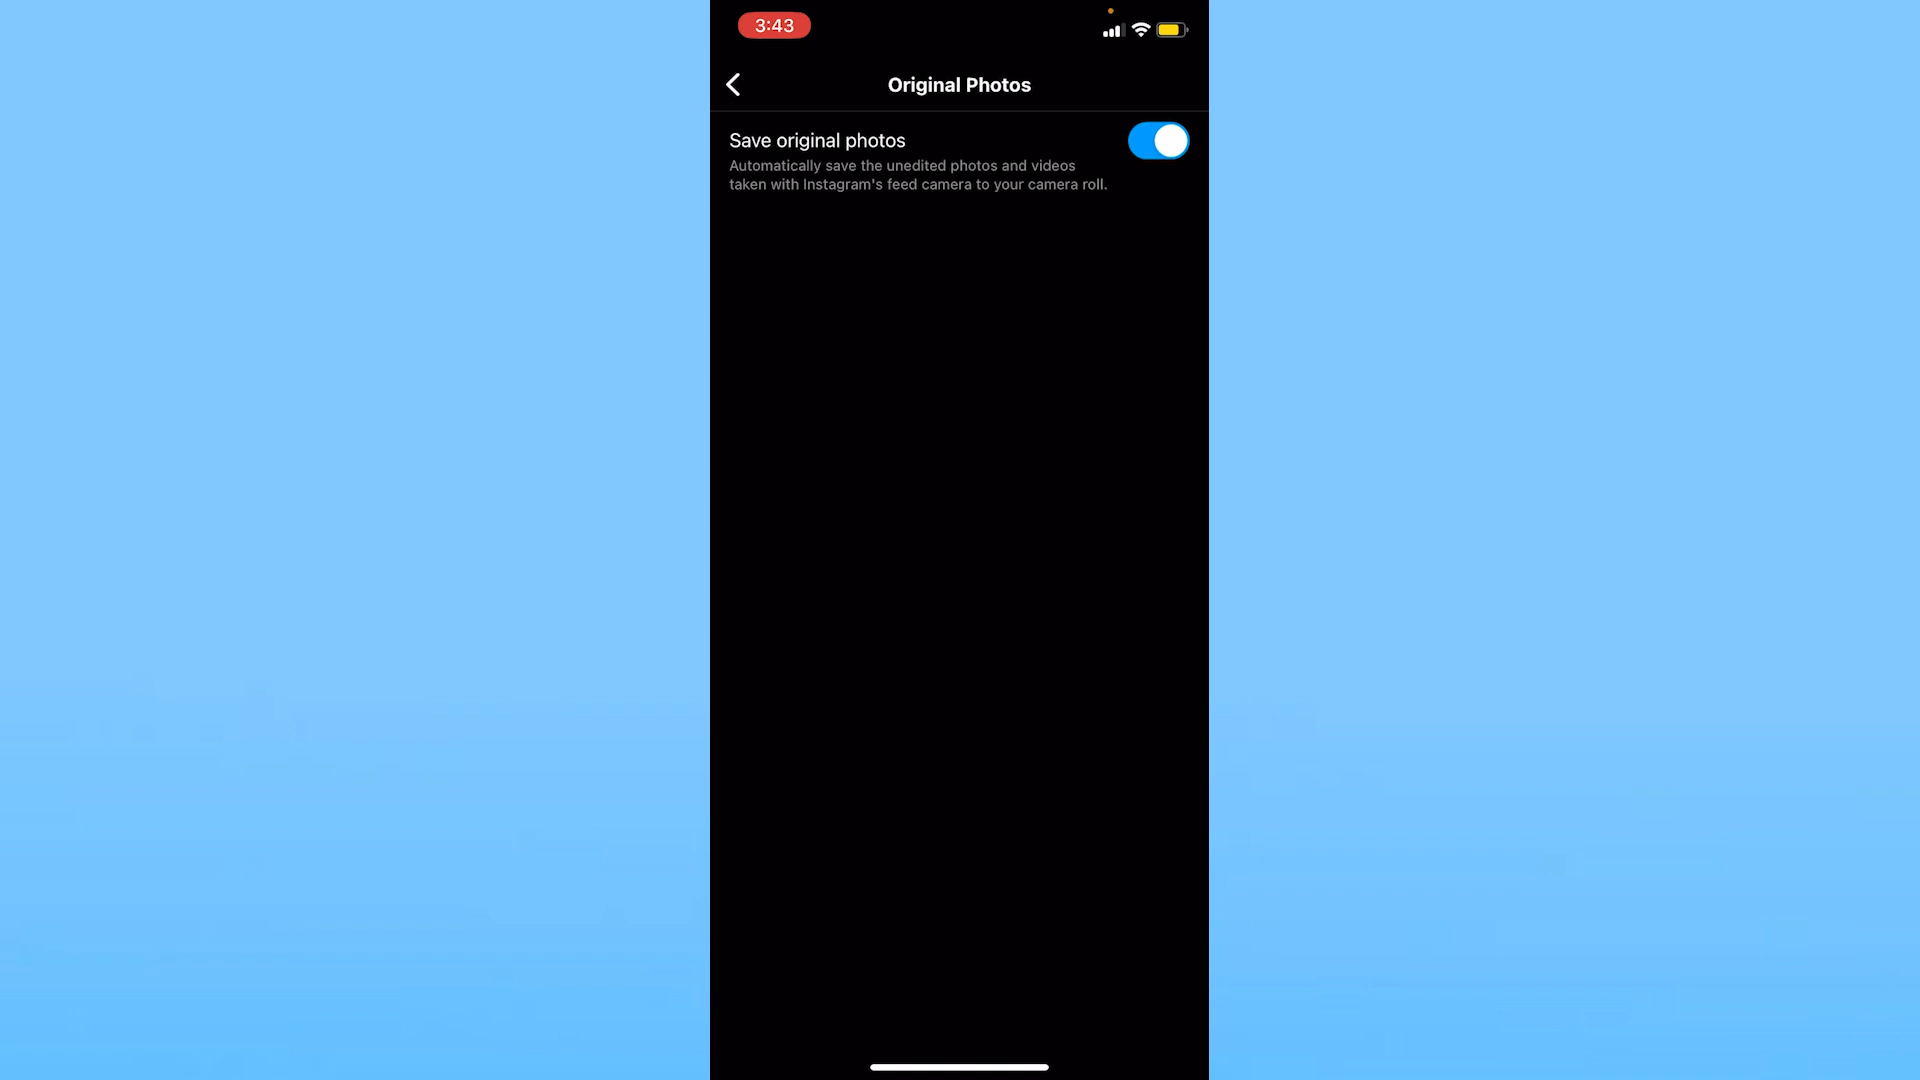 3:43
Original Photos
Save original photos
Automatically save the unedited photos and videos
taken with Instagram's feed camera to your camera roll.